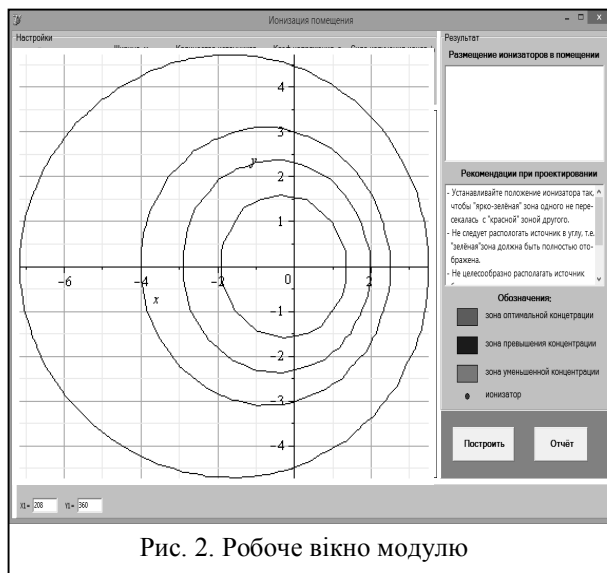 Ионизация помещения
Настройки
Результат
Размещение ионизаторов в помещении
Рекомендации при проектировании
- Устанавливайте положение ионизатора так,
чтобы "ярко-зелёная" зона одного не пере-
секалась с "красной" зоной другого.
- Не следует распологать источник в углу, т.е.
"зелёная"зона должна быть полностью ото-
бражена.
- Не целесообразно располагать источник
Обозначения:
зона оптимальной концетрации
зона превышения концентрации
зона уменьшенной концентрации
ионизатор
Построить Отчёт
4
3
y
2
1
-6 -4 -2 0 2
x
-1
-2
-3
-4
X1= 208 Y1= 360
Рис. 2. Робоче вікно модулю